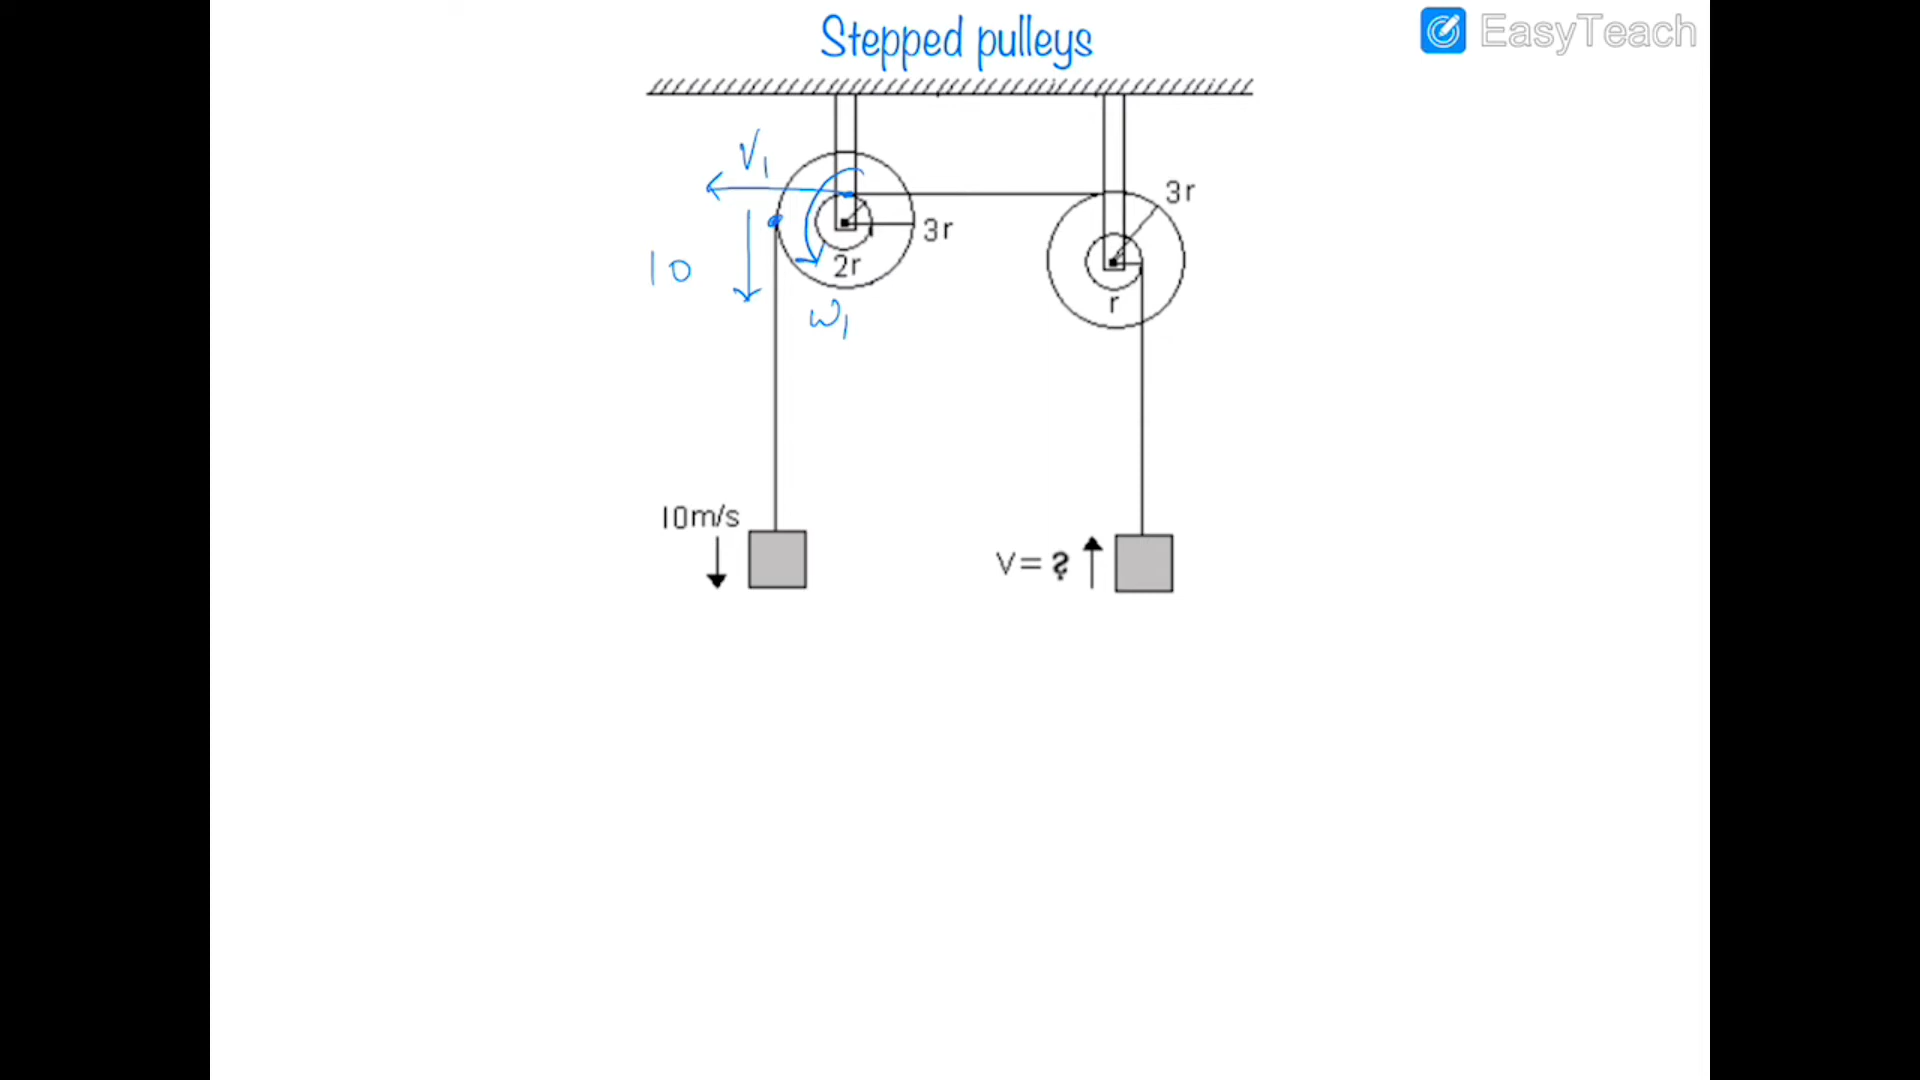 Stepped pulleys
EasyTeach
V₁
3r
3r
10
2r
ω₁
r
10m/s
V= ?